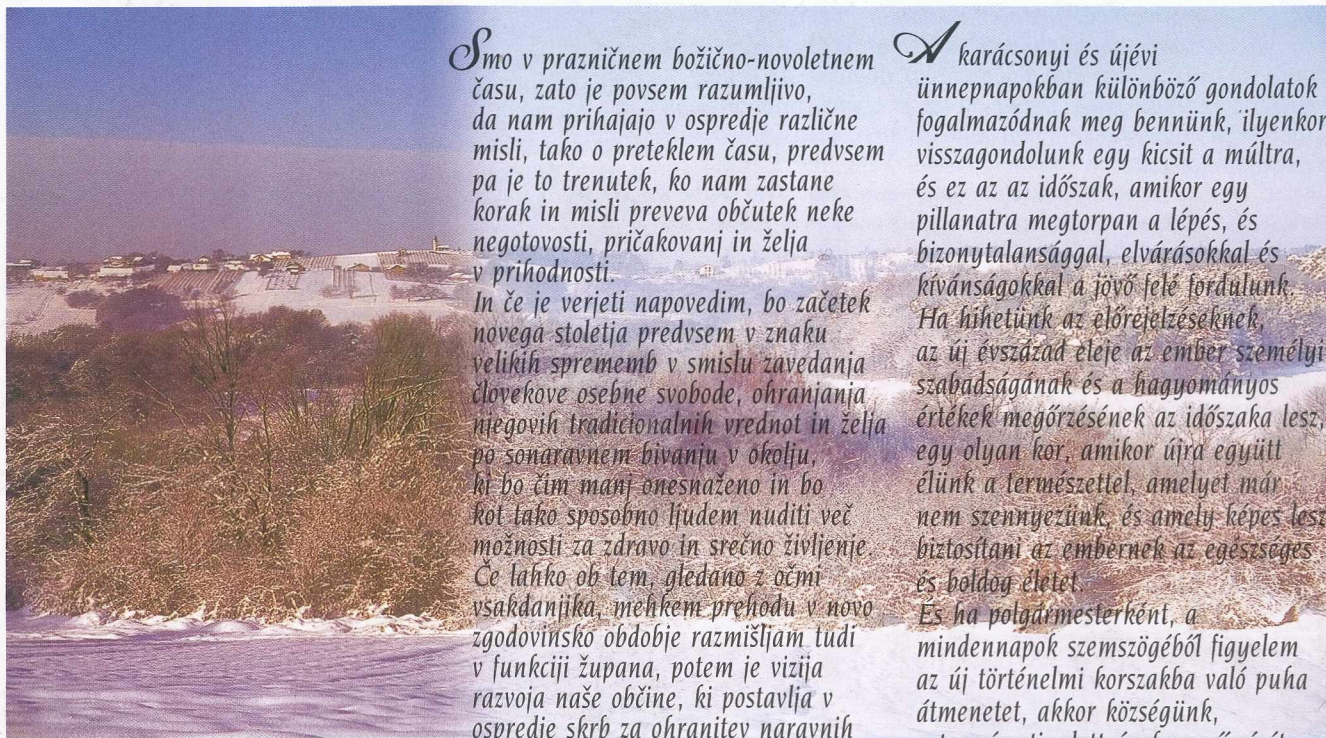 Smo v prazničnem božično-novoletnem
času, zato je povsem razumljivo,
da nam prihajajo v ospredje različne
misli, tako o preteklem času, predvsem
pa je to trenutek, ko nam zastane
korak in misli preveva občutek neke
negotovosti, pričakovanj in želja
v prihodnosti.
In če je verjeti napovedim, bo začetek
novega stoletja predvsem v znaku
velikih sprememb v smislu zavedanja
človekove osebne svobode, ohranjanja
njegovih tradicionalnih vrednot in želja
po sonaravnem bivanju v okolju,
ki bo čim manj onesnaženo in bo
kot tako sposobno ljudem nuditi več
možnosti za zdravo in srečno življenje.
Če lahko ob tem, gledano z očmi
vsakdanjika, mehkem prehodu v novo
zgodovinsko obdobje razmišljam tudi
v funkciji župana, potem je vizija
razvoja naše občine, ki postavlja v
ospredje skrb za ohranitev naravnih
A karácsonyi és újévi
ünnepnapokban különböző gondolatok
fogalmazódnak meg bennünk, ilyenkor
visszagondolunk egy kicsit a múltra,
és ez az az időszak, amikor egy
pillanatra megtorpan a lépés, és
bizonytalansággal, elvárásokkal és
kívánságokkal a jövő felé fordulunk.
Ha hihetünk az előrejelzéseknek,
az új évszázad eleje az ember személyi
szabadságának és a hagyományos
értékek megőrzésének az időszaka lesz,
egy olyan kor, amikor újra együtt
élünk a természettel, amelyet már
nem szennyezünk, és amely képes lesz
biztosítani az embernek az egészséges
és boldog életet.
És ha polgármesterként, a
mindennapok szemszögéből figyelem
az új történelmi korszakba való puha
átmenetet, akkor községünk,